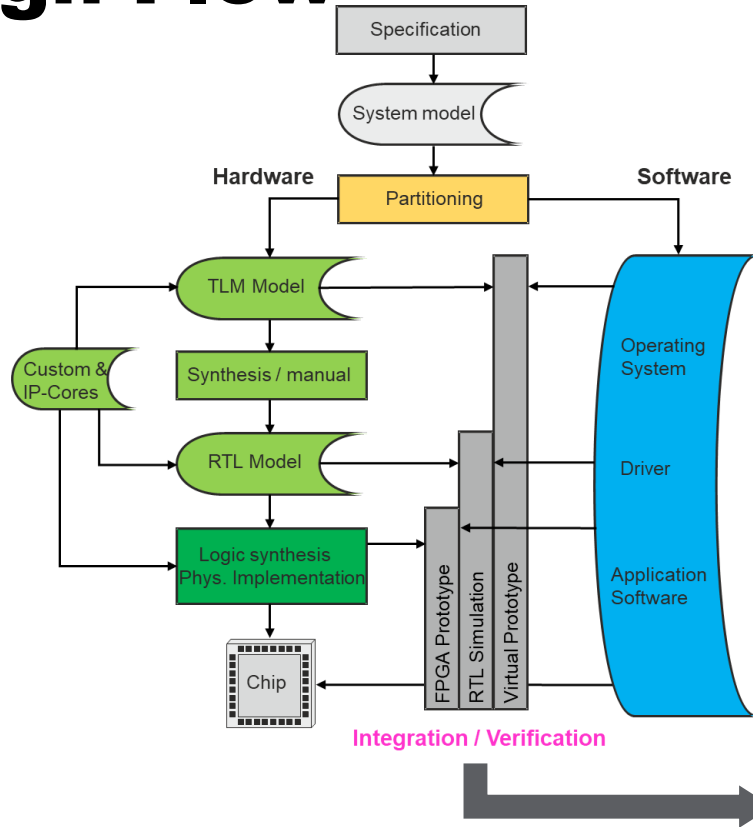 Specification
System model
Hardware
Software
Partitioning
TLM Model
Custom &
IP-Cores
Synthesis / manual
RTL Model
Logic synthesis
Phys. Implementation
Chip
FPGA Prototype
RTL Simulation
Virtual Prototype
Operating
System
Driver
Application
Software
Integration / Verification